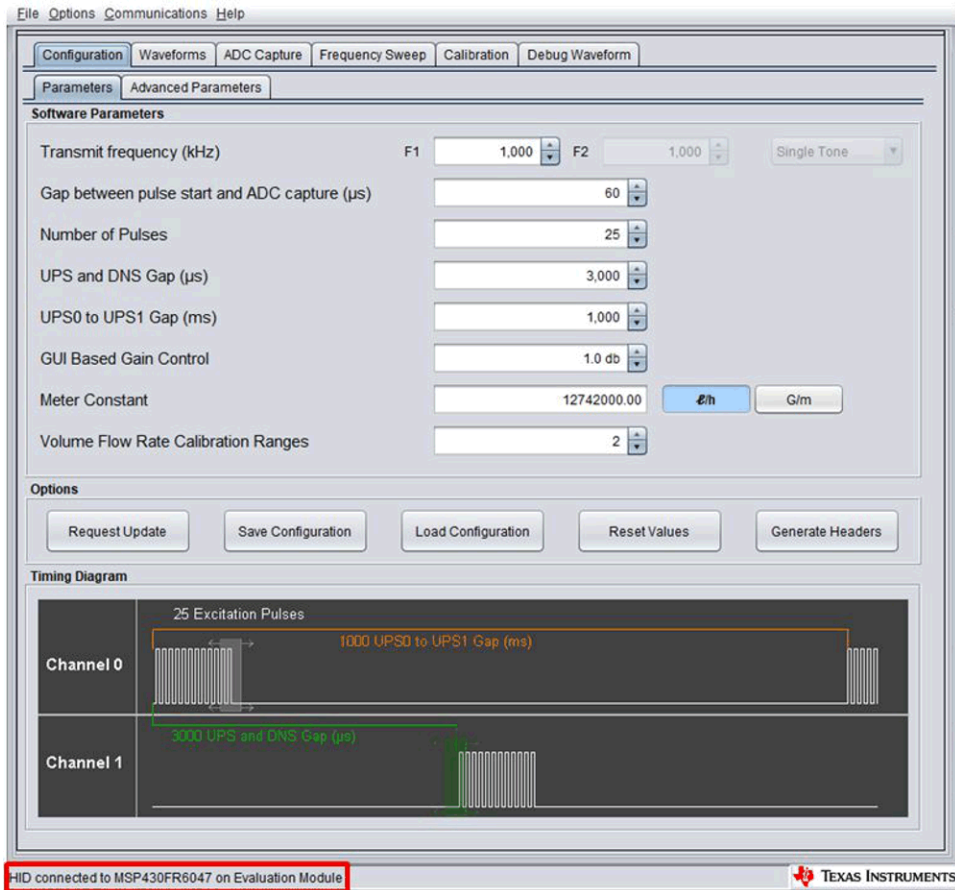 File Options Communications Help
Configuration Waveforms ADC Capture Frequency Sweep Calibration Debug Waveform
Parameters Advanced Parameters
Software Parameters
Transmit frequency (kHz) F1 1,000 F2 1,000 Single Tone
Gap between pulse start and ADC capture (µs) 60
Number of Pulses 25
UPS and DNS Gap (µs) 3,000
UPS0 to UPS1 Gap (ms) 1,000
GUI Based Gain Control 1.0 db
Meter Constant 12742000.00 ℓ/h G/m
Volume Flow Rate Calibration Ranges 2
Options
Request Update Save Configuration Load Configuration Reset Values Generate Headers
Timing Diagram
25 Excitation Pulses
1000 UPS0 to UPS1 Gap (ms)
Channel 0
3000 UPS and DNS Gap (µs)
Channel 1
HID connected to MSP430FR6047 on Evaluation Module TEXAS INSTRUMENTS